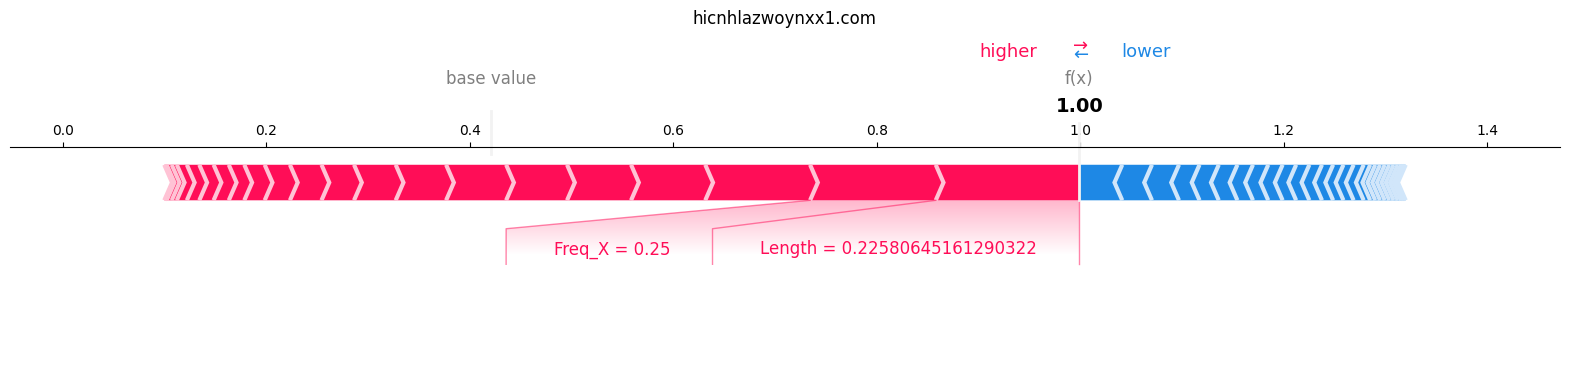 hicnhlazwoynxx1.com
higher ⇄ lower
base value f(x)
1.00
0.0 0.2 0.4 0.6 0.8 1.0 1.2 1.4
Freq_X = 0.25 Length = 0.22580645161290322